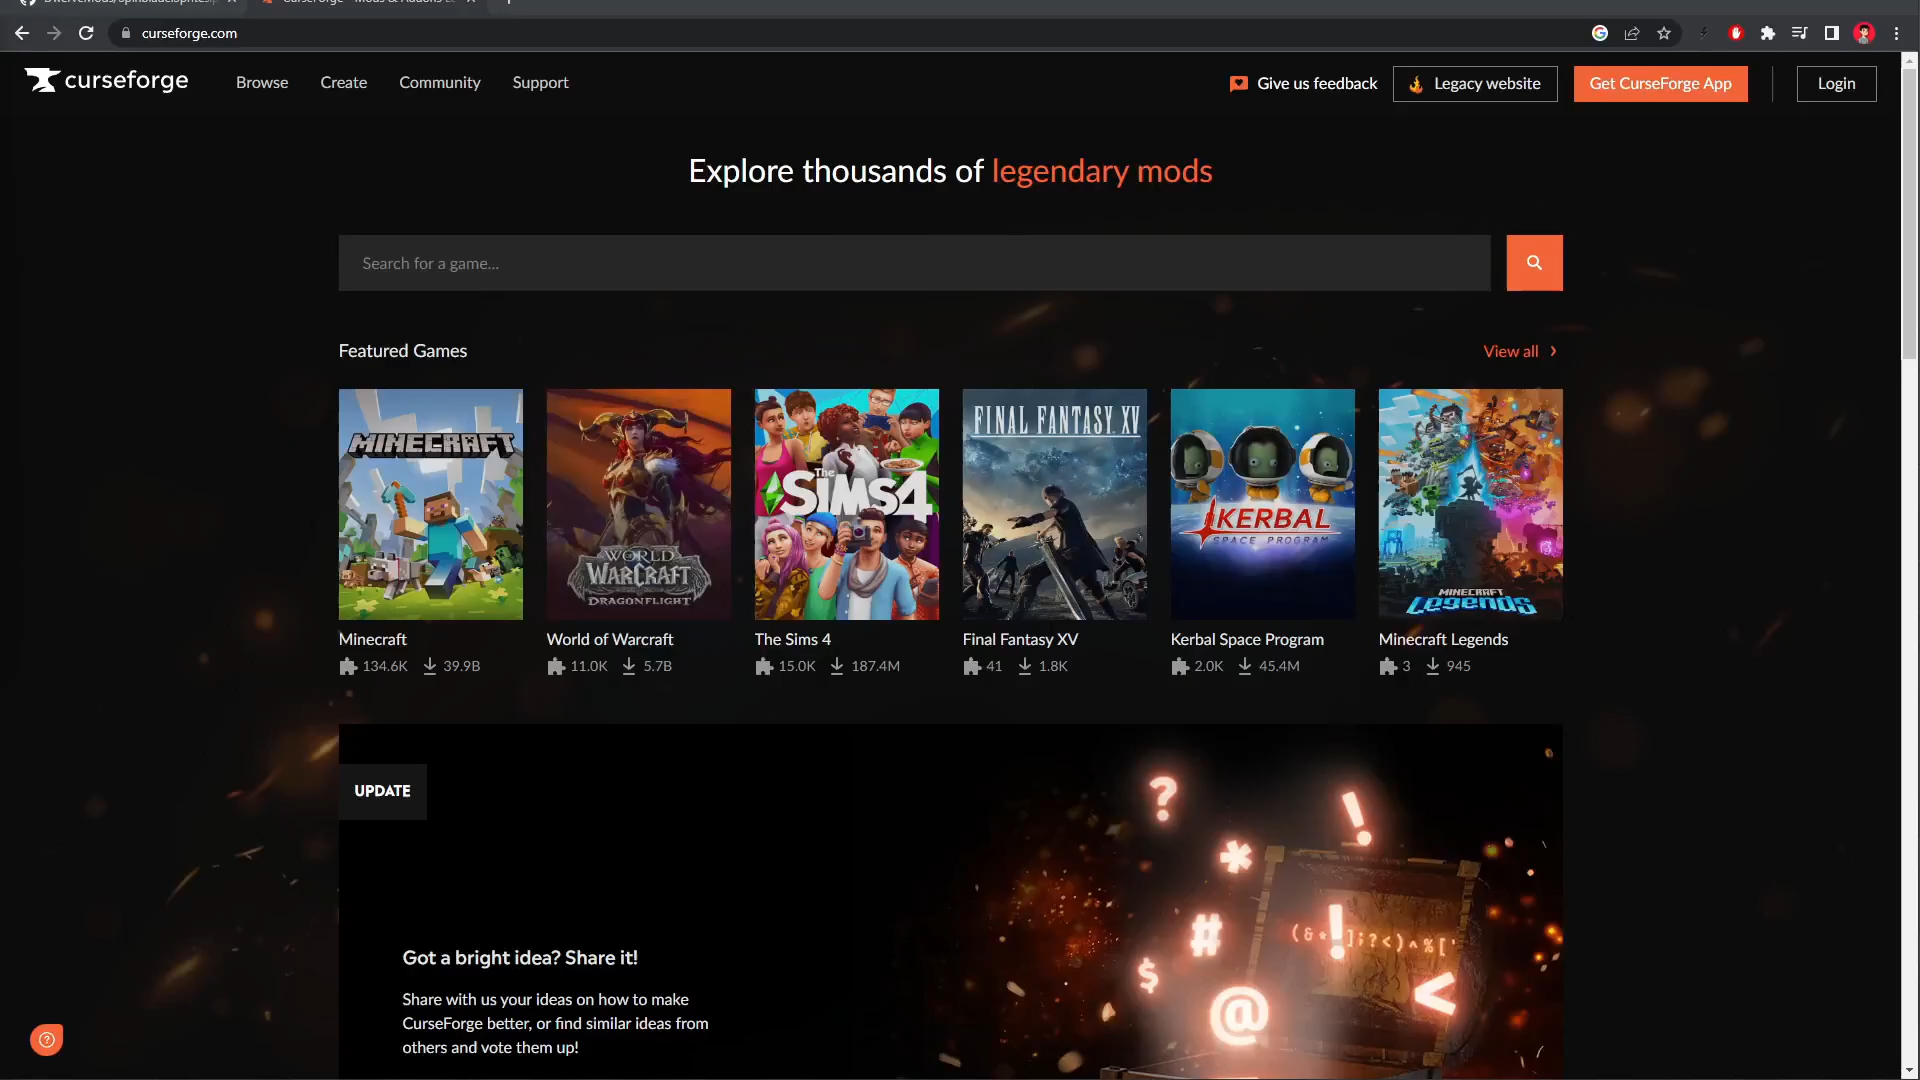 curseforge.com
curseforge
Browse
Create
Community
Support
Give us feedback
Legacy website
Get CurseForge App
Login
Explore thousands of legendary mods
Search for a game...
Featured Games
View all
MINECRAFT
WORLD
WARCRAFT
DRAGONFLIGHT
The
SIMS4
FINAL FANTASY XV
KERBAL
SPACE PROGRAM
MINECRAFT
Legends
Minecraft
World of Warcraft
The Sims 4
Final Fantasy XV
Kerbal Space Program
Minecraft Legends
134.6K 39.9B
11.0K 5.7B
15.0K 187.4M
41 1.8K
2.0K 45.4M
3 945
UPDATE
? !
*
# !
$ <
@
Got a bright idea? Share it!
Share with us your ideas on how to make
CurseForge better, or find similar ideas from
others and vote them up!